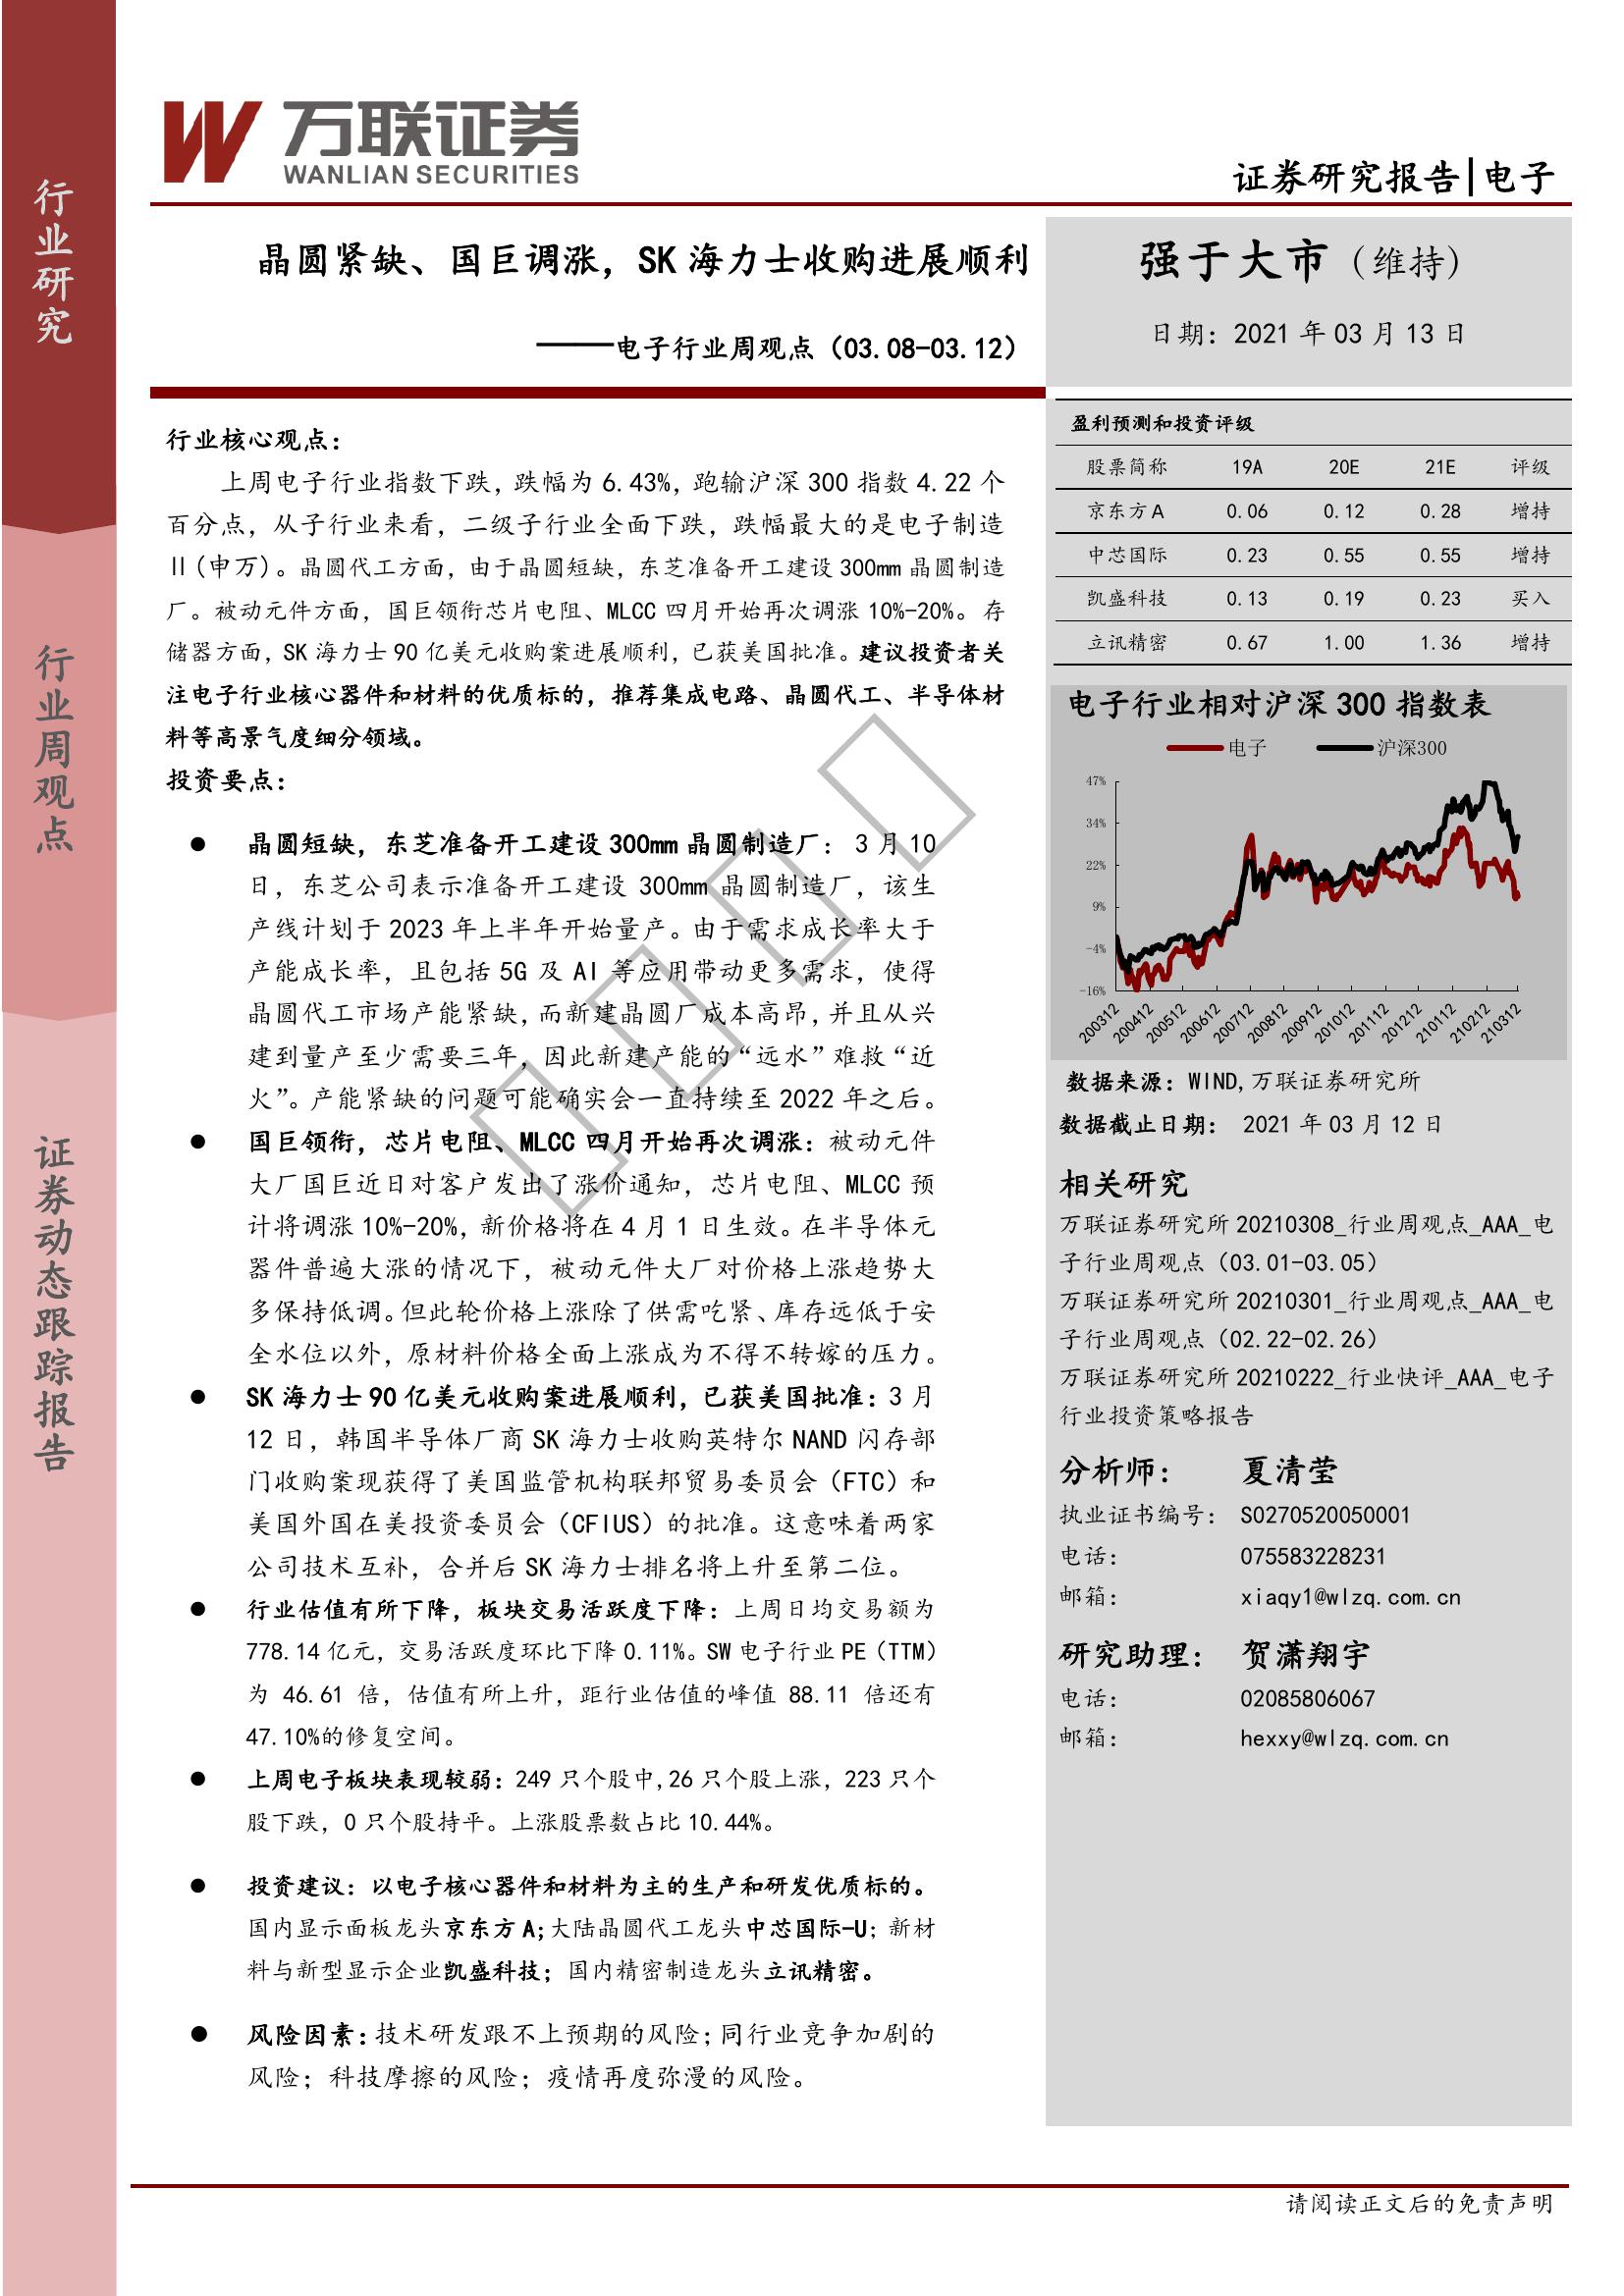 行业研究
行业周观点
证券动态跟踪报告
万联证券
WANLIAN SECURITIES
证券研究报告|电子
晶圆紧缺、国巨调涨，SK 海力士收购进展顺利
——电子行业周观点（03.08-03.12）
强于大市（维持）
日期：2021 年 03 月 13 日
行业核心观点：
上周电子行业指数下跌，跌幅为 6.43%，跑输沪深 300 指数 4.22 个
百分点，从子行业来看，二级子行业全面下跌，跌幅最大的是电子制造
Ⅱ(申万)。晶圆代工方面，由于晶圆短缺，东芝准备开工建设 300mm 晶圆制造
厂。被动元件方面，国巨领衔芯片电阻、MLCC 四月开始再次调涨 10%-20%。存
储器方面，SK 海力士 90 亿美元收购案进展顺利，已获美国批准。建议投资者关
注电子行业核心器件和材料的优质标的，推荐集成电路、晶圆代工、半导体材
料等高景气度细分领域。
投资要点：
● 晶圆短缺，东芝准备开工建设 300mm 晶圆制造厂： 3 月 10
日，东芝公司表示准备开工建设 300mm 晶圆制造厂，该生
产线计划于 2023 年上半年开始量产。由于需求成长率大于
产能成长率，且包括 5G 及 AI 等应用带动更多需求，使得
晶圆代工市场产能紧缺，而新建晶圆厂成本高昂，并且从兴
建到量产至少需要三年，因此新建产能的“远水”难救“近
火”。产能紧缺的问题可能确实会一直持续至 2022 年之后。
● 国巨领衔，芯片电阻、MLCC 四月开始再次调涨：被动元件
大厂国巨近日对客户发出了涨价通知，芯片电阻、MLCC 预
计将调涨 10%-20%，新价格将在 4 月 1 日生效。在半导体元
器件普遍大涨的情况下，被动元件大厂对价格上涨趋势大
多保持低调。但此轮价格上涨除了供需吃紧、库存远低于安
全水位以外，原材料价格全面上涨成为不得不转嫁的压力。
● SK 海力士 90 亿美元收购案进展顺利，已获美国批准：3 月
12 日，韩国半导体厂商 SK 海力士收购英特尔 NAND 闪存部
门收购案现获得了美国监管机构联邦贸易委员会（FTC）和
美国外国在美投资委员会（CFIUS）的批准。这意味着两家
公司技术互补，合并后 SK 海力士排名将上升至第二位。
● 行业估值有所下降，板块交易活跃度下降：上周日均交易额为
778.14 亿元，交易活跃度环比下降 0.11%。SW 电子行业 PE（TTM）
为 46.61 倍，估值有所上升，距行业估值的峰值 88.11 倍还有
47.10%的修复空间。
● 上周电子板块表现较弱：249 只个股中,26 只个股上涨，223 只个
股下跌，0 只个股持平。上涨股票数占比 10.44%。
● 投资建议：以电子核心器件和材料为主的生产和研发优质标的。
国内显示面板龙头京东方 A;大陆晶圆代工龙头中芯国际-U；新材
料与新型显示企业凯盛科技；国内精密制造龙头立讯精密。
● 风险因素：技术研发跟不上预期的风险；同行业竞争加剧的
风险；科技摩擦的风险；疫情再度弥漫的风险。
盈利预测和投资评级
股票简称 19A 20E 21E 评级
京东方 A 0.06 0.12 0.28 增持
中芯国际 0.23 0.55 0.55 增持
凯盛科技 0.13 0.19 0.23 买入
立讯精密 0.67 1.00 1.36 增持
电子行业相对沪深 300 指数表
电子 沪深300
47%
34%
22%
9%
-4%
-16%
200312 200412 200512 200612 200712 200812 200912 201012 201112 201212 210112 210212 210312
数据来源：WIND,万联证券研究所
数据截止日期： 2021 年 03 月 12 日
相关研究
万联证券研究所 20210308_行业周观点_AAA_电
子行业周观点（03.01-03.05）
万联证券研究所 20210301_行业周观点_AAA_电
子行业周观点（02.22-02.26）
万联证券研究所 20210222_行业快评_AAA_电子
行业投资策略报告
分析师： 夏清莹
执业证书编号： S0270520050001
电话： 075583228231
邮箱： xiaqy1@wlzq.com.cn
研究助理： 贺潇翔宇
电话： 02085806067
邮箱： hexxy@wlzq.com.cn
请阅读正文后的免责声明